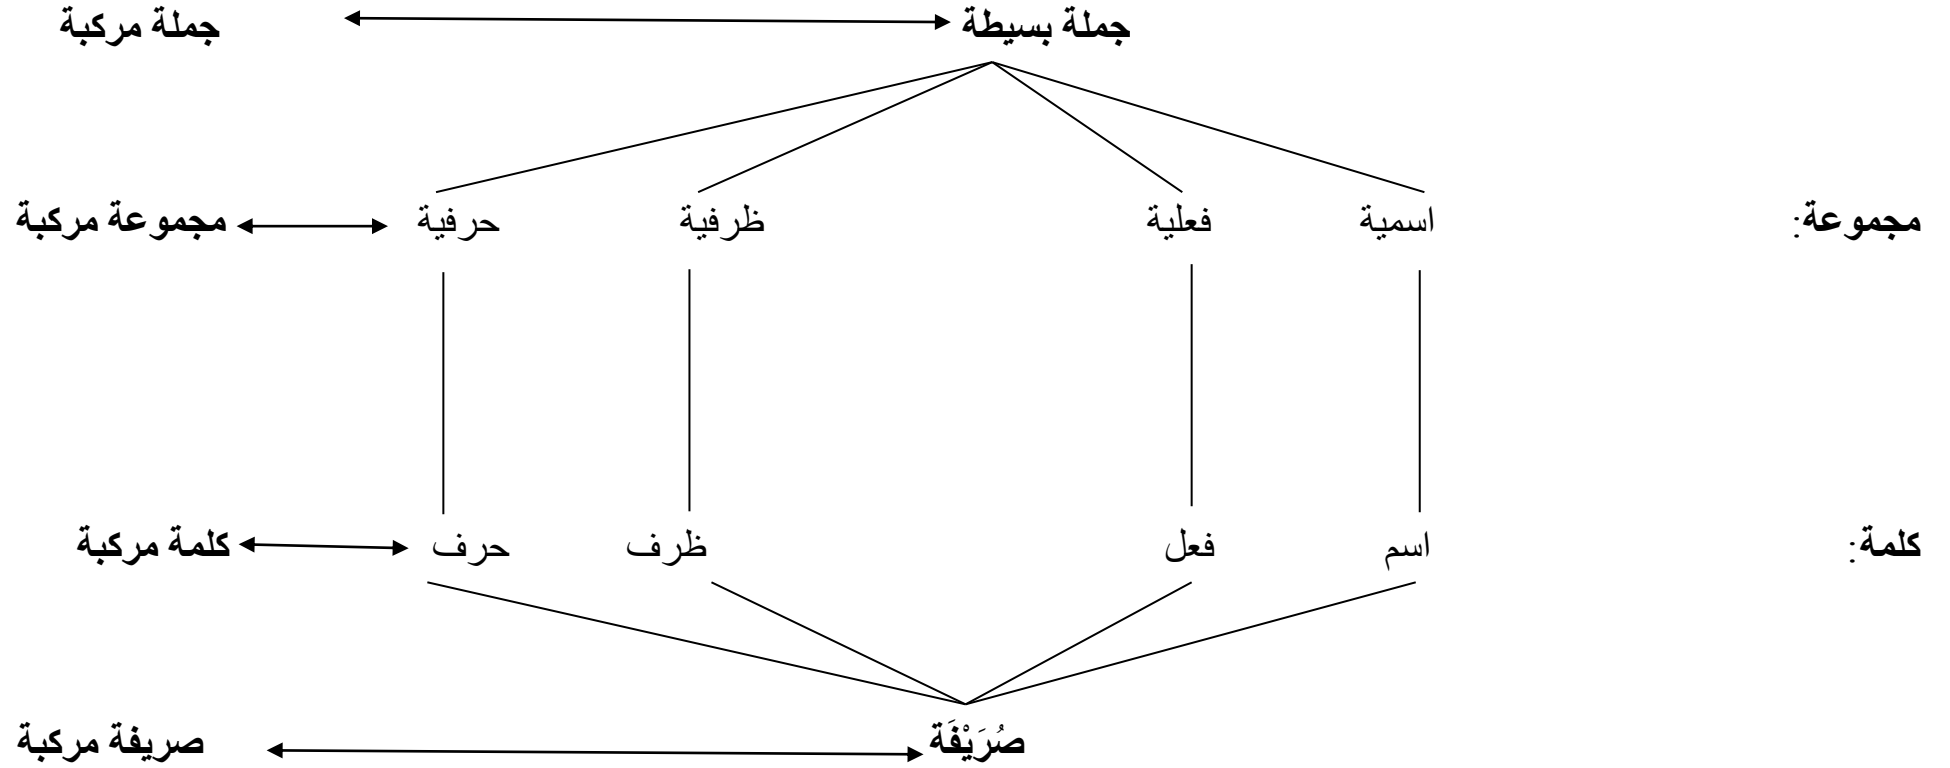 جملة بسيطة جملة مركبة
مجموعة: اسمية فعلية ظرفية حرفية مجموعة مركبة
كلمة: اسم فعل ظرف حرف كلمة مركبة
صُرَيْفَة صريفة مركبة